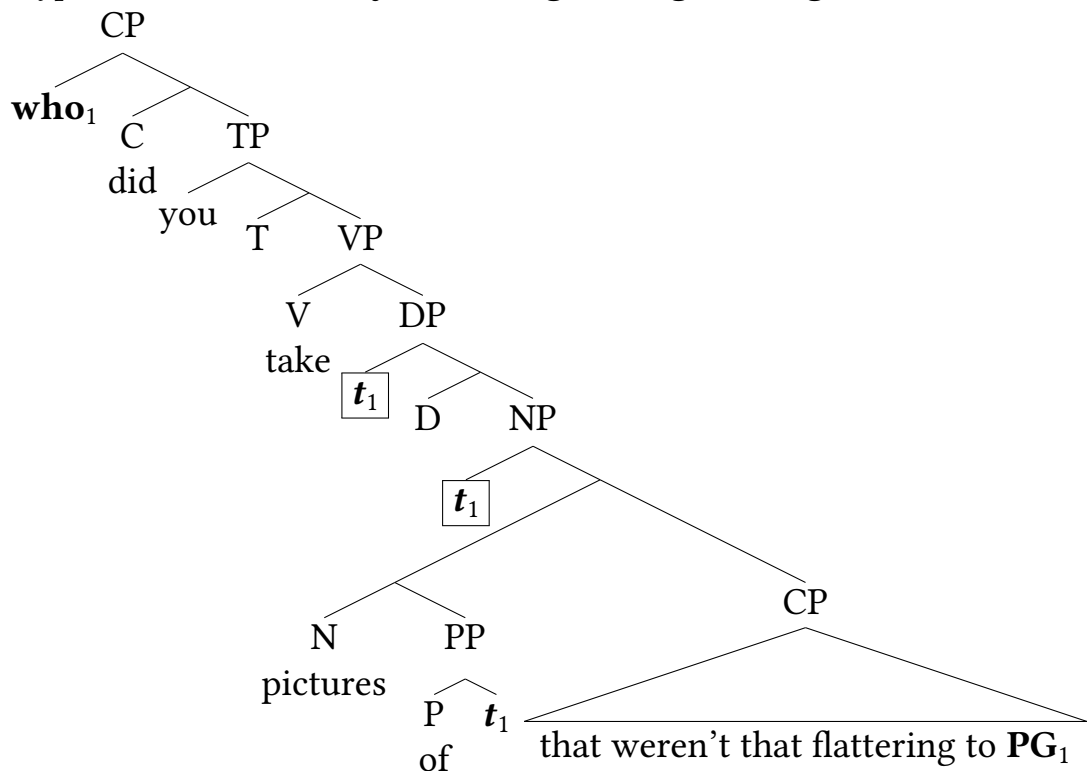 CP
who₁
C TP
did
you
T VP
V DP
take
t₁
D NP
t₁
CP
N PP
pictures
P t₁
of
that weren't that flattering to PG₁